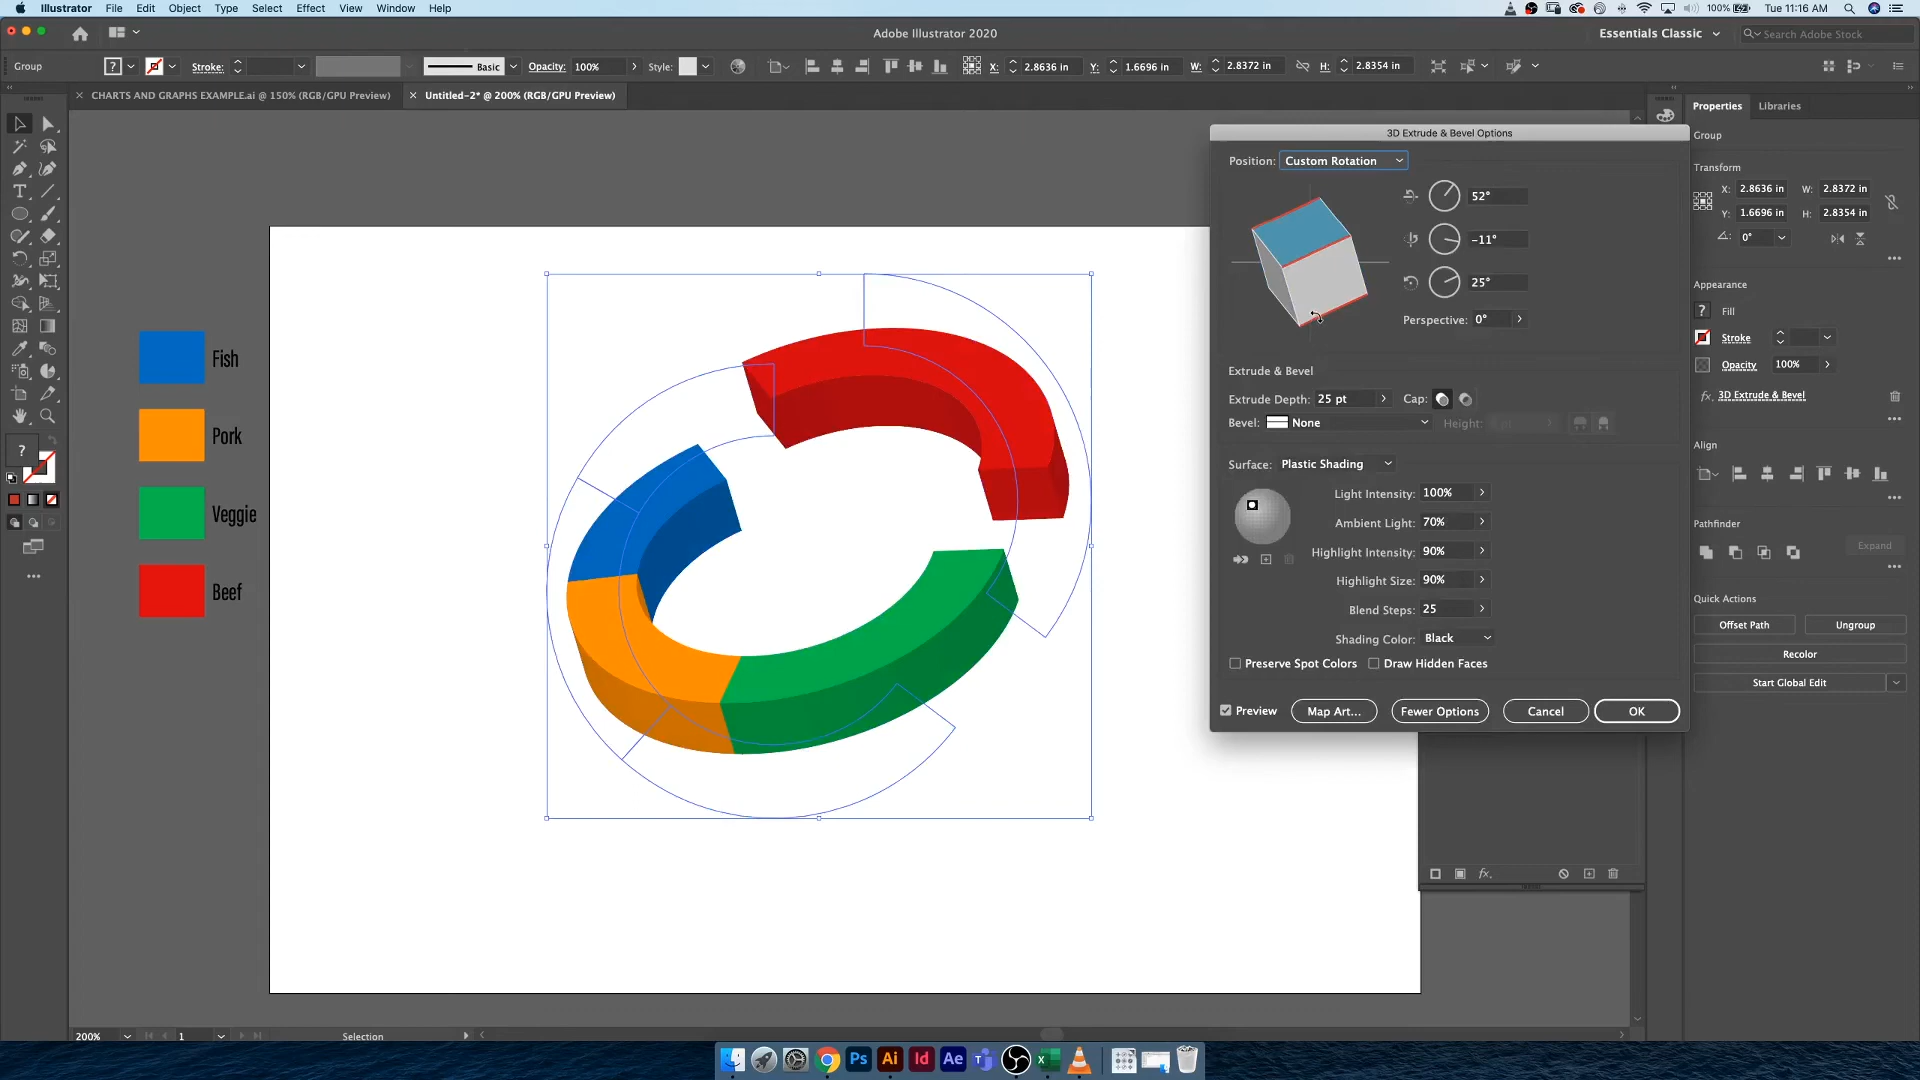 Illustrator File Edit Object Type Select Effect View Window Help
100% Tue 11:16 AM
Adobe Illustrator 2020
Essentials Classic
Search Adobe Stock
Group
?
Stroke:
Basic
Opacity: 100%
Style:
X: 2.8636 in
Y: 1.6696 in
W: 2.8372 in
H: 2.8354 in
CHARTS AND GRAPHS EXAMPLE.ai @ 150% (RGB/GPU Preview)
Untitled-2* @ 200% (RGB/GPU Preview)
Fish
Pork
Veggie
Beef
3D Extrude & Bevel Options
Position: Custom Rotation
52°
-11°
25°
Perspective: 0°
Extrude & Bevel
Extrude Depth: 25 pt
Cap:
Bevel: None
Height:
Surface: Plastic Shading
Light Intensity: 100%
Ambient Light: 70%
Highlight Intensity: 90%
Highlight Size: 90%
Blend Steps: 25
Shading Color: Black
Preserve Spot Colors
Draw Hidden Faces
Preview
Map Art...
Fewer Options
Cancel
OK
Properties
Libraries
Group
Transform
X: 2.8636 in
W: 2.8372 in
Y: 1.6696 in
H: 2.8354 in
0°
Appearance
? Fill
Stroke
Opacity 100%
fx 3D Extrude & Bevel
Align
Pathfinder
Expand
Quick Actions
Offset Path
Ungroup
Recolor
Start Global Edit
?
fx.
200%
1
Selection
Ps
Ai
Id
Ae